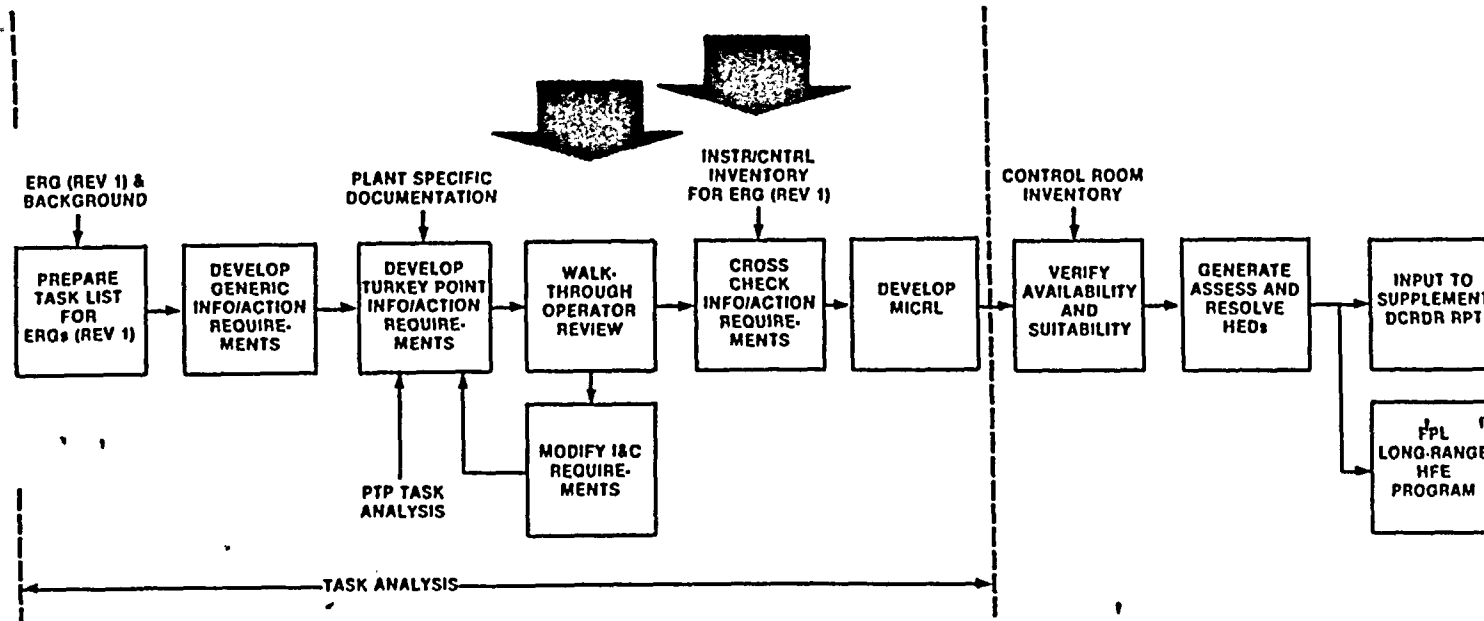 ERG (REV 1) &
BACKGROUND
PLANT SPECIFIC
DOCUMENTATION
INSTR/CNTRL
INVENTORY
FOR ERG (REV 1)
CONTROL ROOM
INVENTORY
PREPARE
TASK LIST
FOR
ERGs (REV 1)
DEVELOP
GENERIC
INFO/ACTION
REQUIRE-
MENTS
DEVELOP
TURKEY POINT
INFO/ACTION
REQUIRE-
MENTS
WALK-
THROUGH
OPERATOR
REVIEW
CROSS
CHECK
INFO/ACTION
REQUIRE-
MENTS
DEVELOP
MICRL
VERIFY
AVAILABILITY
AND
SUITABILITY
GENERATE
ASSESS AND
RESOLVE
HEDs
INPUT TO
SUPPLEMENT
DCRDR RPT
MODIFY I&C
REQUIRE-
MENTS
FPL
LONG-RANGE
HFE
PROGRAM
PTP TASK
ANALYSIS
TASK ANALYSIS